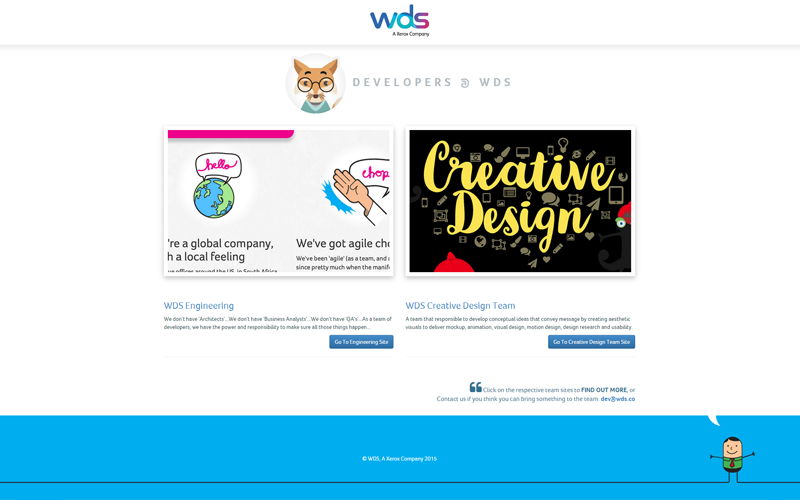 wds
A Xerox Company
DEVELOPERS @ WDS
hello
chop
're a global company,
h a local feeling
ve offices around the US, in South Africa
We've got agile cho
We've been 'agile' (as a team, and a
since pretty much when the manife
Creative
Design
WDS Engineering
We don't have 'Architects'...We don't have 'Business Analysts'...We don't have 'QA's'...As a team of
developers, we have the power and responsibility to make sure all those things happen...
Go To Engineering Site
WDS Creative Design Team
A team that responsible to develop conceptual ideas that convey message by creating aesthetic
visuals to deliver mockup, animation, visual design, motion design, design research and usability.
Go To Creative Design Team Site
Click on the respective team sites to FIND OUT MORE, or
Contact us if you think you can bring something to the team: dev@wds.co
© WDS, A Xerox Company 2015